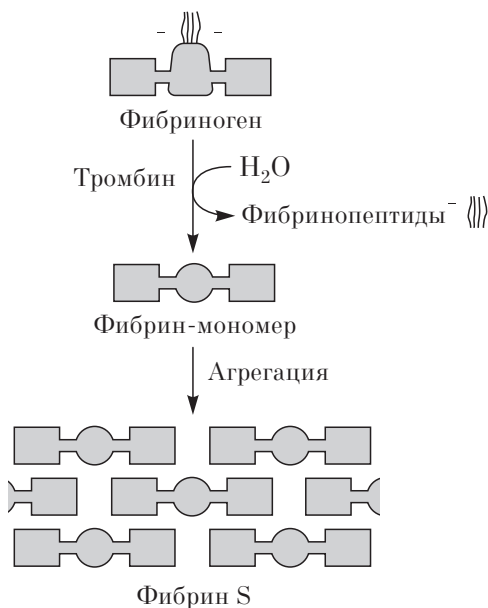 Фибриноген
Тромбин
H₂O
Фибринопептиды⁻
Фибрин-мономер
Агрегация
Фибрин S